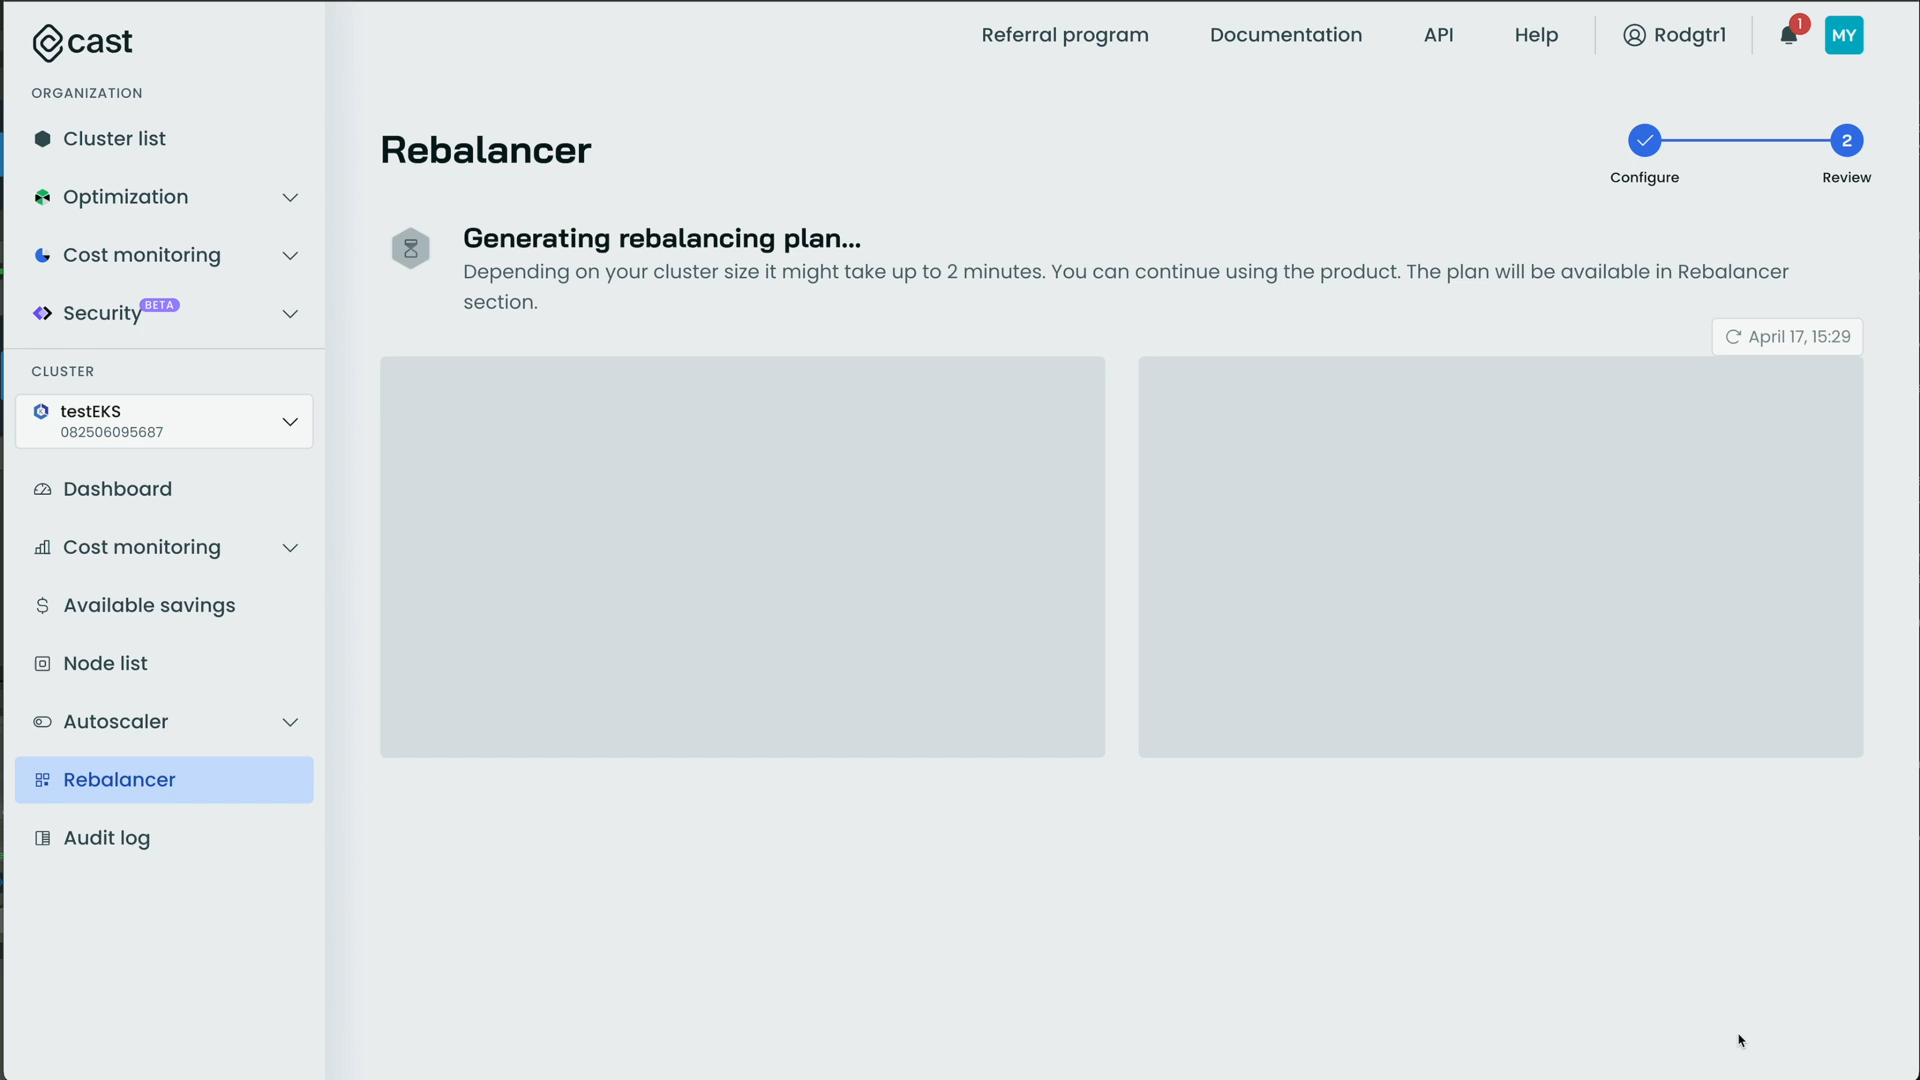 cast
Referral program
Documentation
API
Help
Rodgtr1
1
MY
ORGANIZATION
Cluster list
Optimization
Cost monitoring
Security BETA
CLUSTER
testEKS
082506095687
Dashboard
Cost monitoring
Available savings
Node list
Autoscaler
Rebalancer
Audit log
Rebalancer
2
Configure
Review
Generating rebalancing plan...
Depending on your cluster size it might take up to 2 minutes. You can continue using the product. The plan will be available in Rebalancer
section.
April 17, 15:29